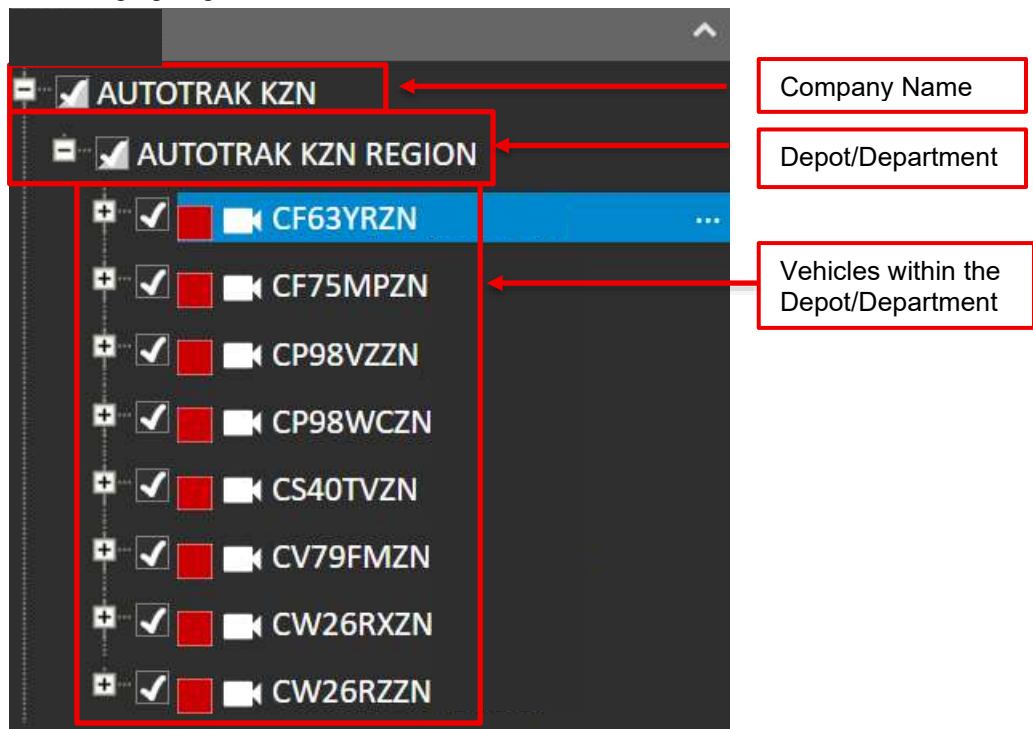 AUTOTRAK KZN
Company Name
AUTOTRAK KZN REGION
Depot/Department
CF63YRZN
...
CF75MPZN
Vehicles within the
Depot/Department
CP98VZZN
CP98WCZN
CS40TVZN
CV79FMZN
CW26RXZN
CW26RZZN